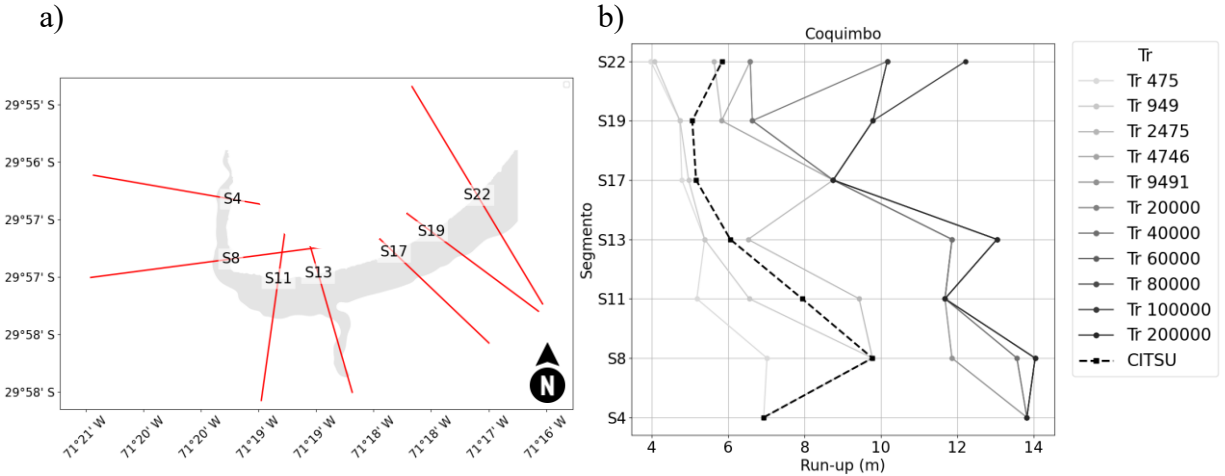 a)
29°55' S
29°56' S
29°57' S
29°57' S
29°58' S
29°58' S
S4
S8
S11
S13
S17
S19
S22
N
71°21' W
71°20' W
71°20' W
71°19' W
71°19' W
71°18' W
71°18' W
71°17' W
71°16' W
b)
Coquimbo
Segmento
S22
S19
S17
S13
S11
S8
S4
4
6
8
10
12
14
Run-up (m)
Tr
Tr 475
Tr 949
Tr 2475
Tr 4746
Tr 9491
Tr 20000
Tr 40000
Tr 60000
Tr 80000
Tr 100000
Tr 200000
CITSU